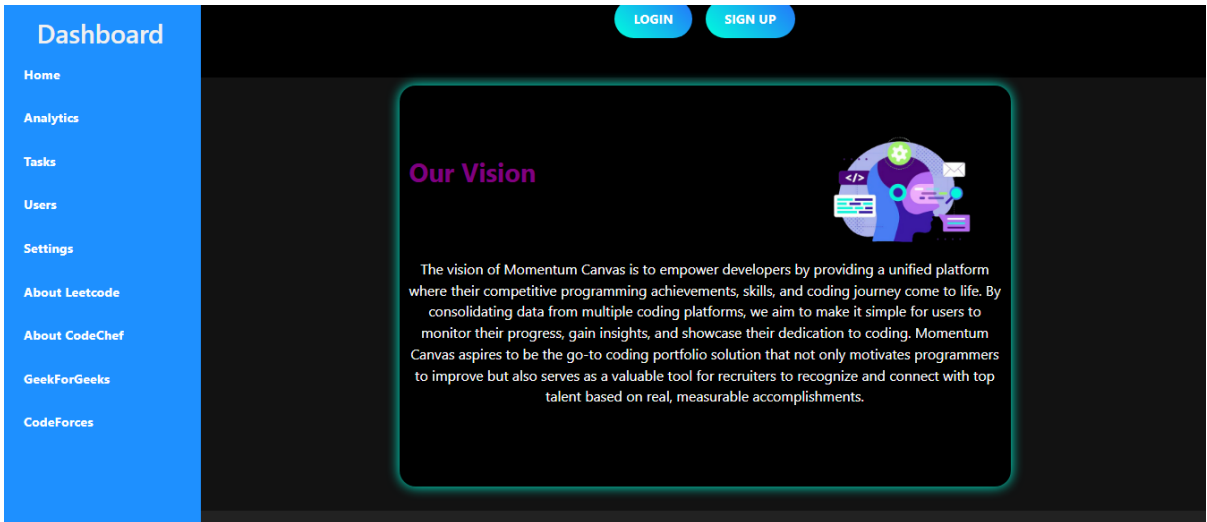 Dashboard
Home
Analytics
Tasks
Users
Settings
About Leetcode
About CodeChef
GeekForGeeks
CodeForces
LOGIN
SIGN UP
Our Vision
</>
The vision of Momentum Canvas is to empower developers by providing a unified platform
where their competitive programming achievements, skills, and coding journey come to life. By
consolidating data from multiple coding platforms, we aim to make it simple for users to
monitor their progress, gain insights, and showcase their dedication to coding. Momentum
Canvas aspires to be the go-to coding portfolio solution that not only motivates programmers
to improve but also serves as a valuable tool for recruiters to recognize and connect with top
talent based on real, measurable accomplishments.